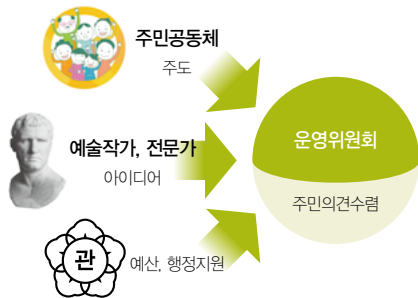 주민공동체
주도
예술작가, 전문가
아이디어
관
예산, 행정지원
운영위원회
주민의견수렴